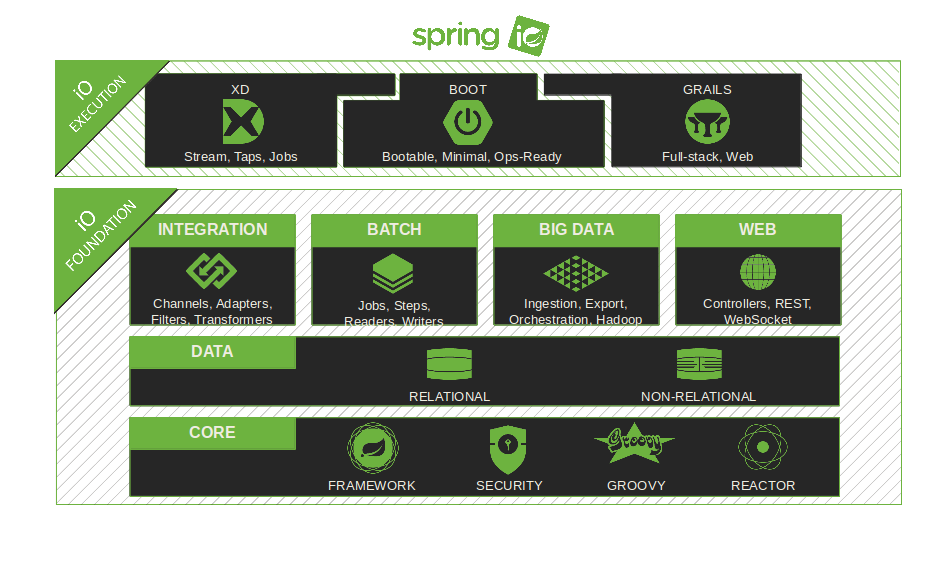 spring iO
iO
EXECUTION
XD
Stream, Taps, Jobs
BOOT
Bootable, Minimal, Ops-Ready
GRAILS
Full-stack, Web
iO
FOUNDATION
INTEGRATION
Channels, Adapters,
Filters, Transformers
BATCH
Jobs, Steps,
Readers, Writers
BIG DATA
Ingestion, Export,
Orchestration, Hadoop
WEB
Controllers, REST,
WebSocket
DATA
RELATIONAL
NON-RELATIONAL
CORE
FRAMEWORK
SECURITY
Groovy
GROOVY
REACTOR